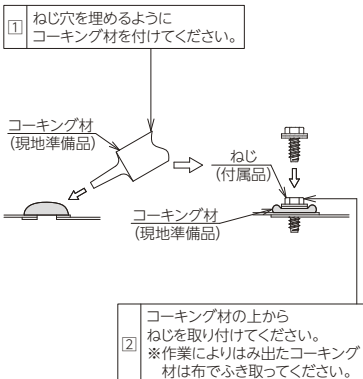 1 ねじ穴を埋めるように
コーキング材を付けてください。
コーキング材
(現地準備品)
ねじ
(付属品)
コーキング材
(現地準備品)
2 コーキング材の上から
ねじを取り付けてください。
※作業によりはみ出たコーキング
材は布でふき取ってください。